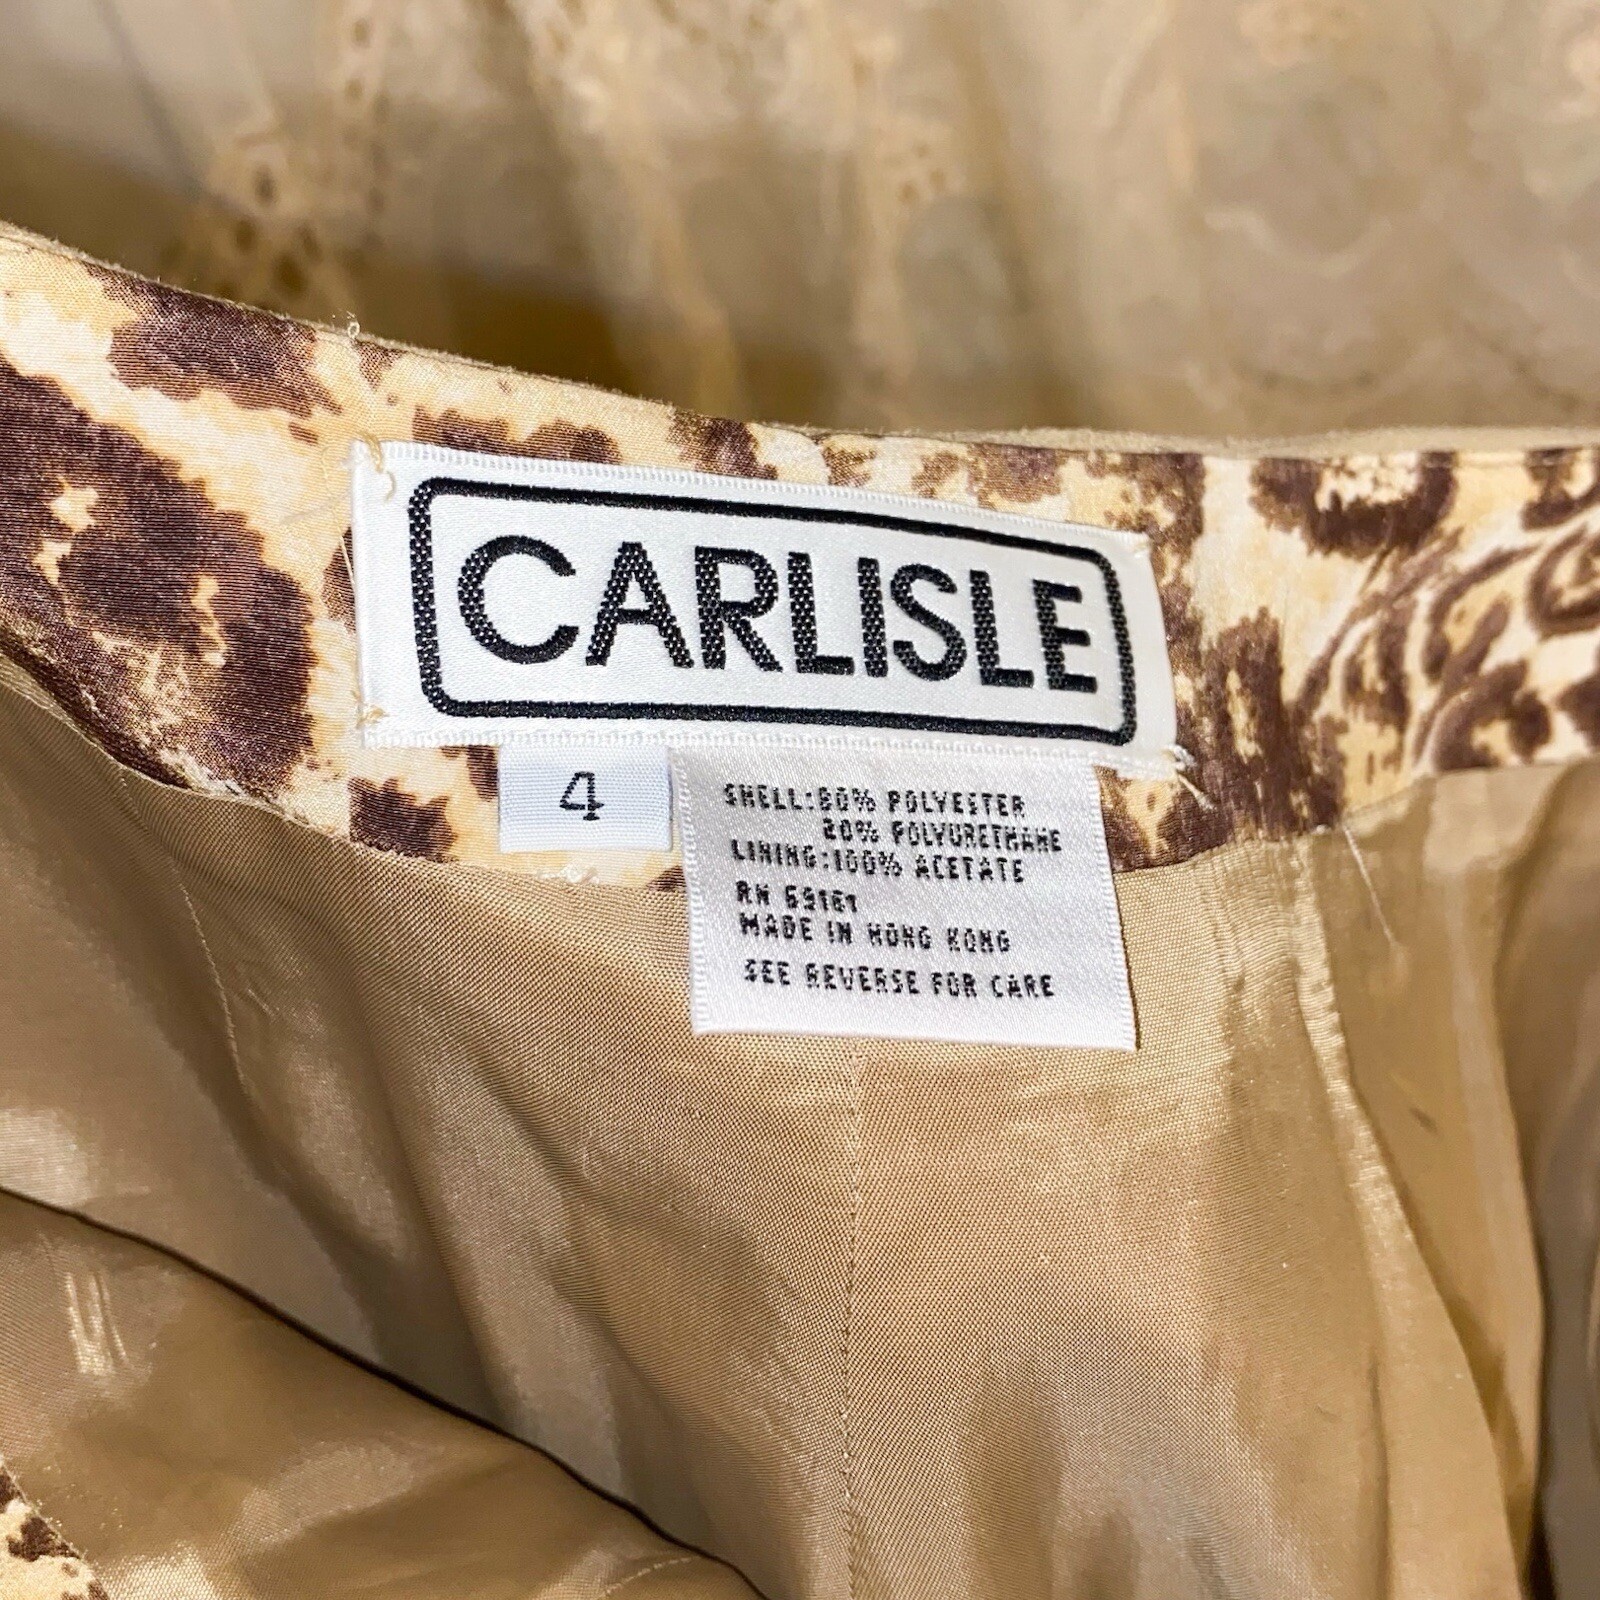 CARLISLE
4
SHELL:80% POLYESTER
20% POLYURETHANE
LINING:100% ACETATE
RN 69161
MADE IN HONG KONG
SEE REVERSE FOR CARE